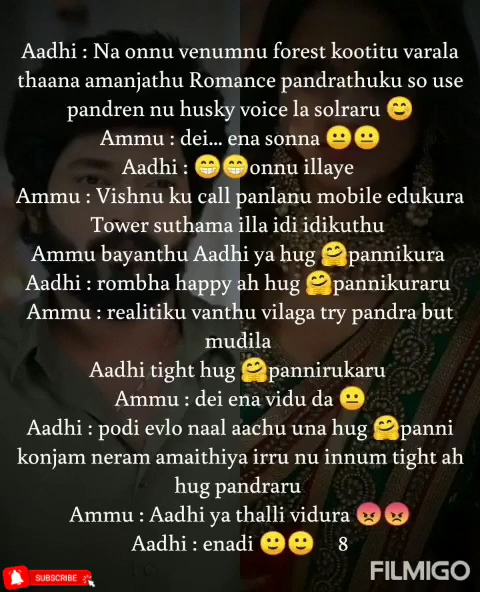 Aadhi : Na onnu venumnu forest kootitu varala
thaana amanjathu Romance pandrathuku so use
pandren nu husky voice la solraru 😊
Ammu : dei... ena sonna 😐😐
Aadhi : 😁😁onnu illaye
Ammu : Vishnu ku call panlanu mobile edukura
Tower suthama illa idi idikuthu
Ammu bayanthu Aadhi ya hug 🤗pannikura
Aadhi : rombha happy ah hug 🤗pannikuraru
Ammu : realitiku vanthu vilaga try pandra but
mudila
Aadhi tight hug 🤗pannirukaru
Ammu : dei ena vidu da 😐
Aadhi : podi evlo naal aachu una hug 🤗panni
konjam neram amaithiya irru nu innum tight ah
hug pandraru
Ammu : Aadhi ya thalli vidura 😡😡
Aadhi : enadi 🙂🙂 8
SUBSCRIBE
FILMIGO